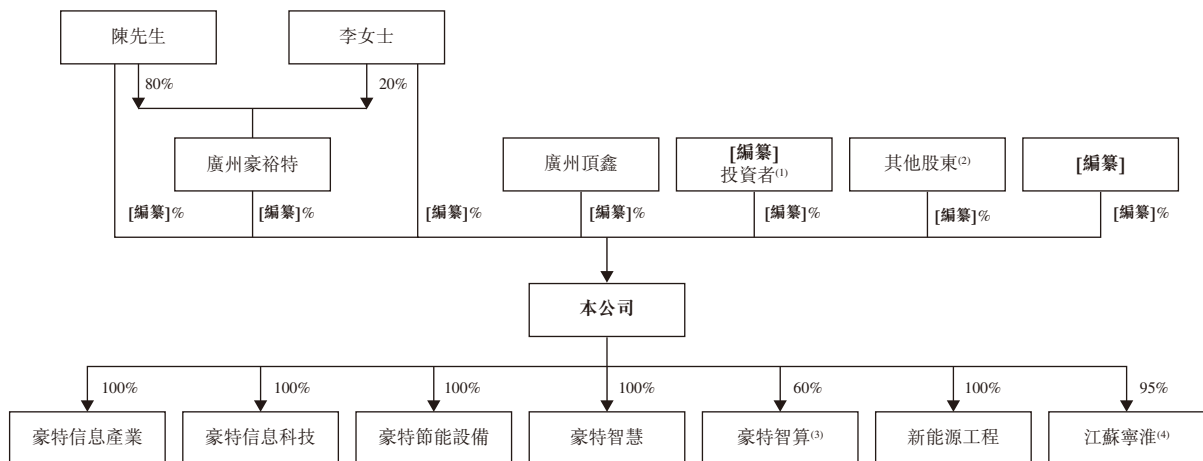 陳先生
李女士
80%
20%
廣州豪裕特
廣州頂鑫
[編纂]
投資者(1)
其他股東(2)
[編纂]
[編纂]%
[編纂]%
[編纂]%
[編纂]%
[編纂]%
[編纂]%
[編纂]%
本公司
100%
100%
100%
100%
60%
100%
95%
豪特信息產業
豪特信息科技
豪特節能設備
豪特智慧
豪特智算(3)
新能源工程
江蘇寧淮(4)